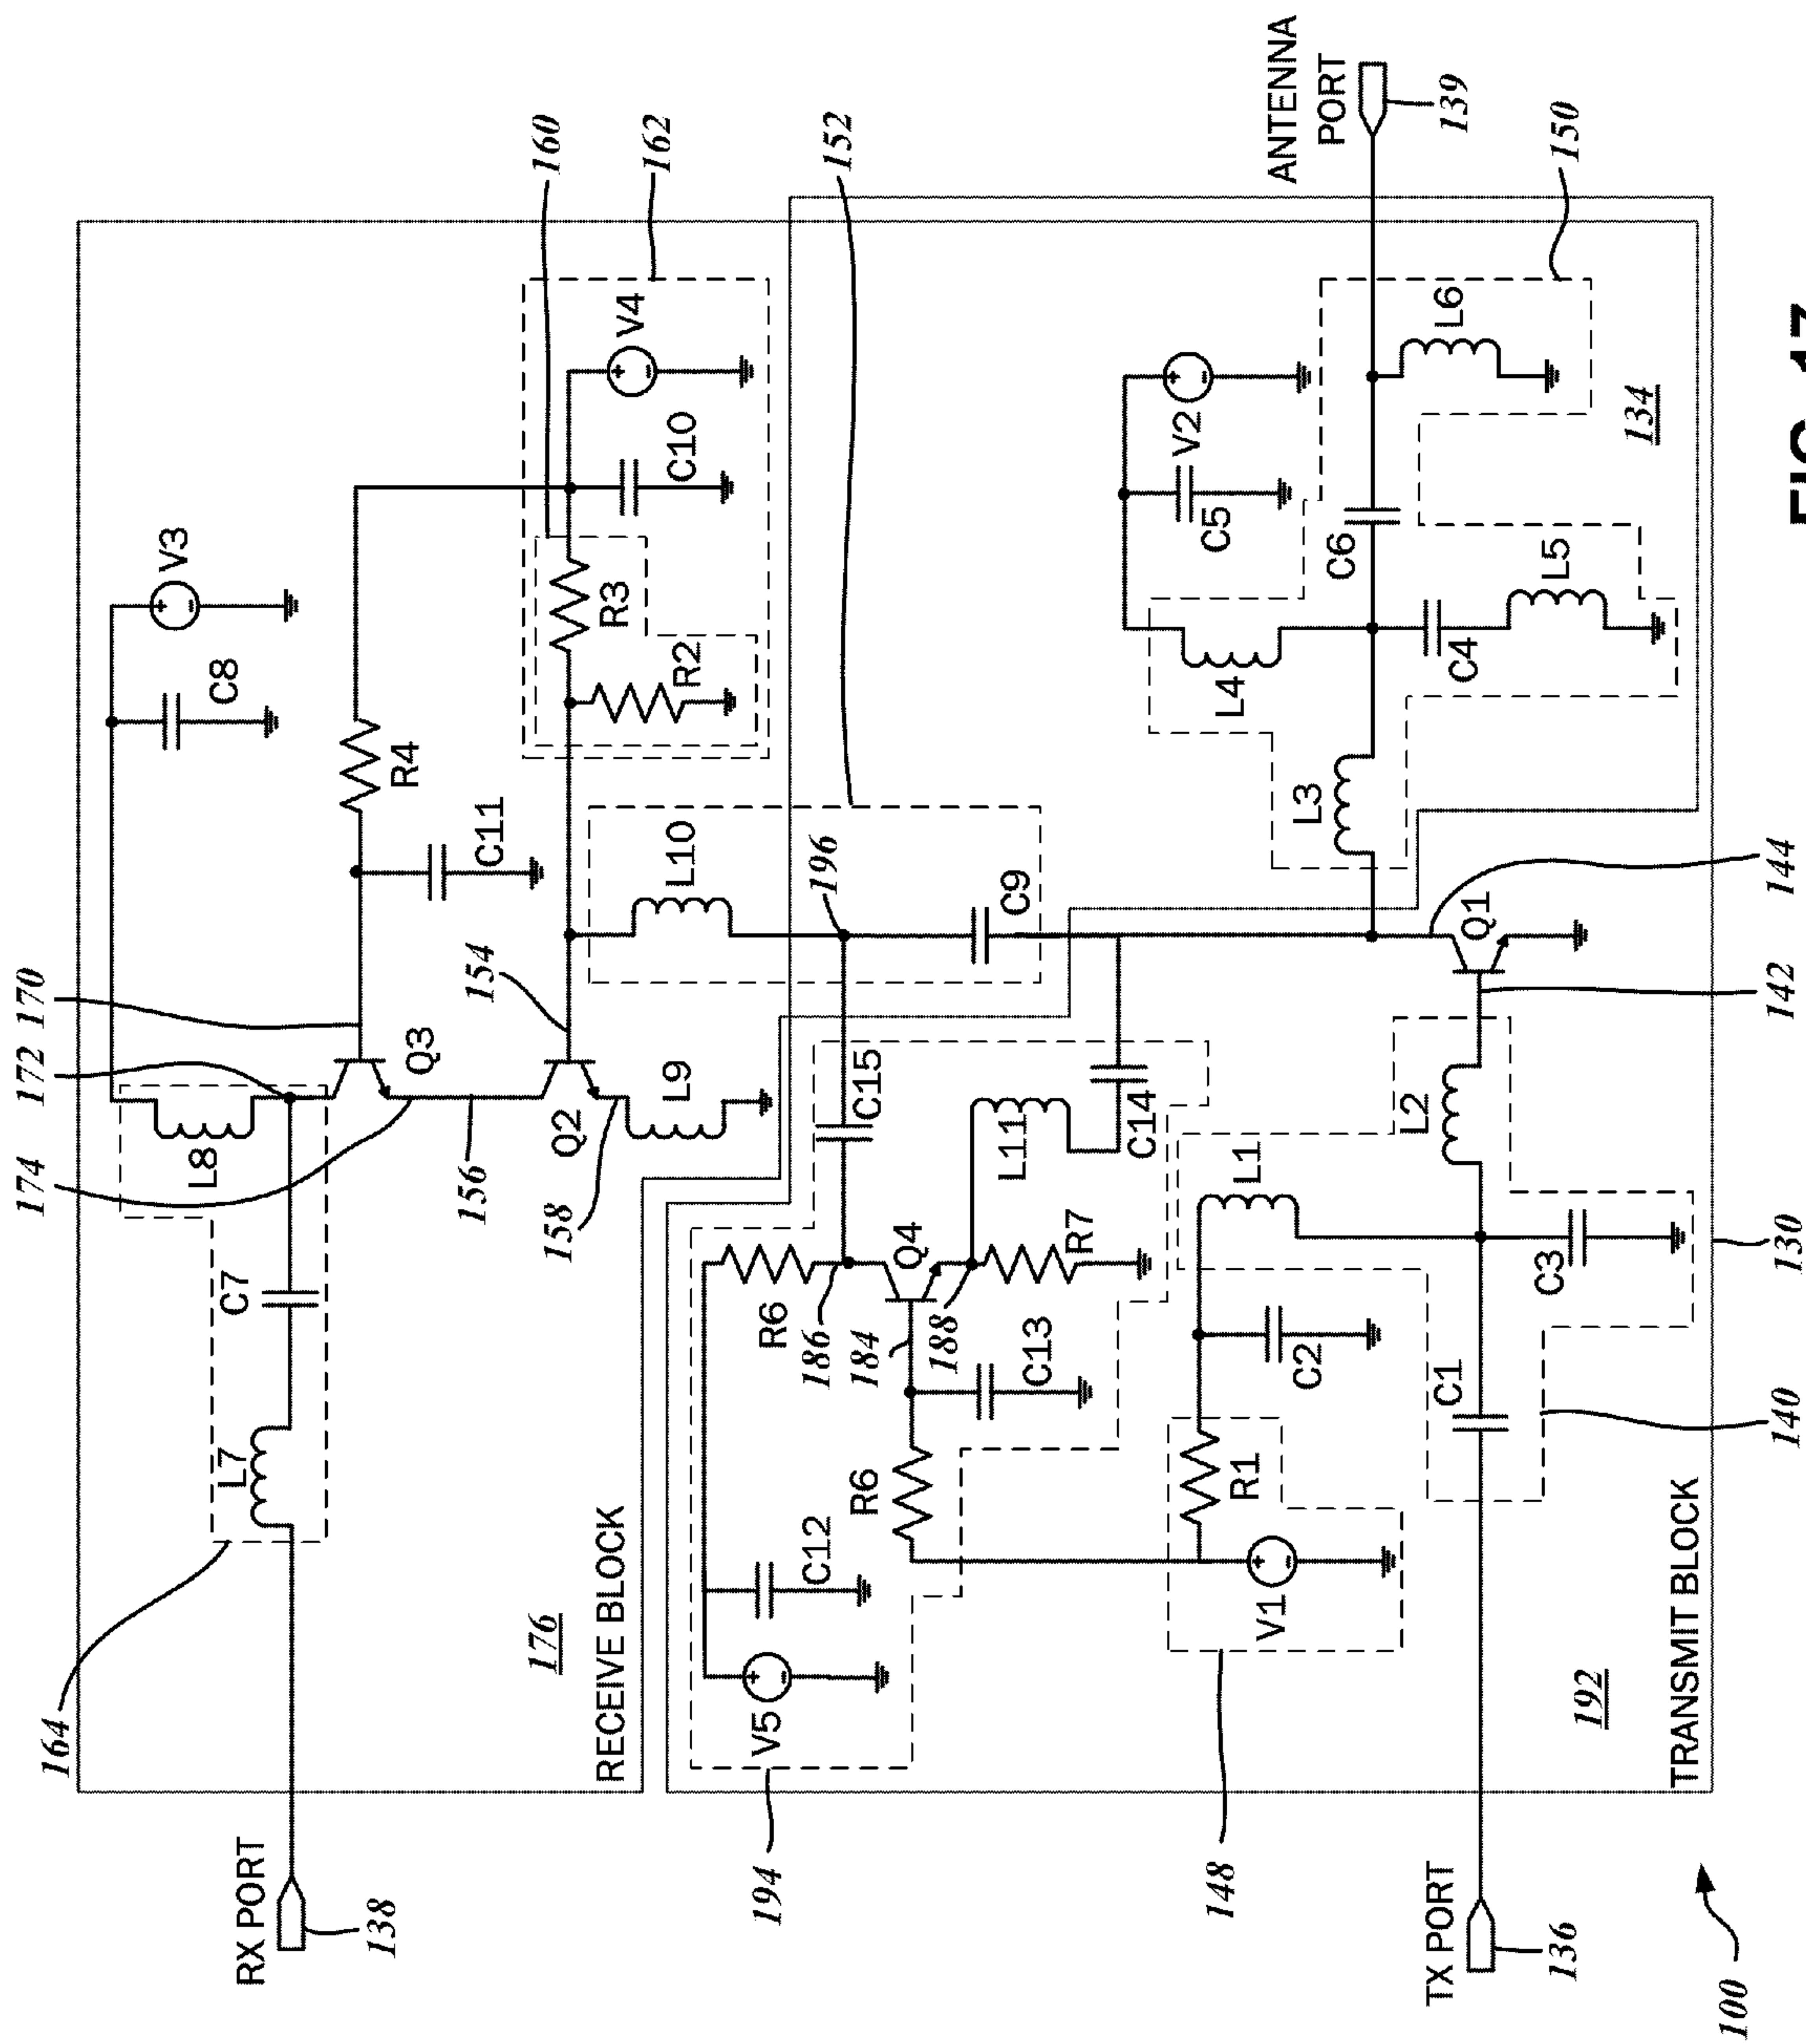 174
172
170
164
V3
L8
C8
L7
C7
RX PORT
138
R4
Q3
156
154
C11
176
158
160
Q2
RECEIVE BLOCK
R3
V4
162
L9
L10
R2
C10
194
V5
R6
C12
186
196
152
R6
184
C15
Q4
188
C13
L11
C9
R7
C14
V2
148
C5
L4
R1
L1
V1
ANTENNA
PORT
C2
L3
C6
L2
TX PORT
C1
L6
139
C4
Q1
136
C3
L5
150
192
134
TRANSMIT BLOCK
100
140
130
142
144
FIG. 17